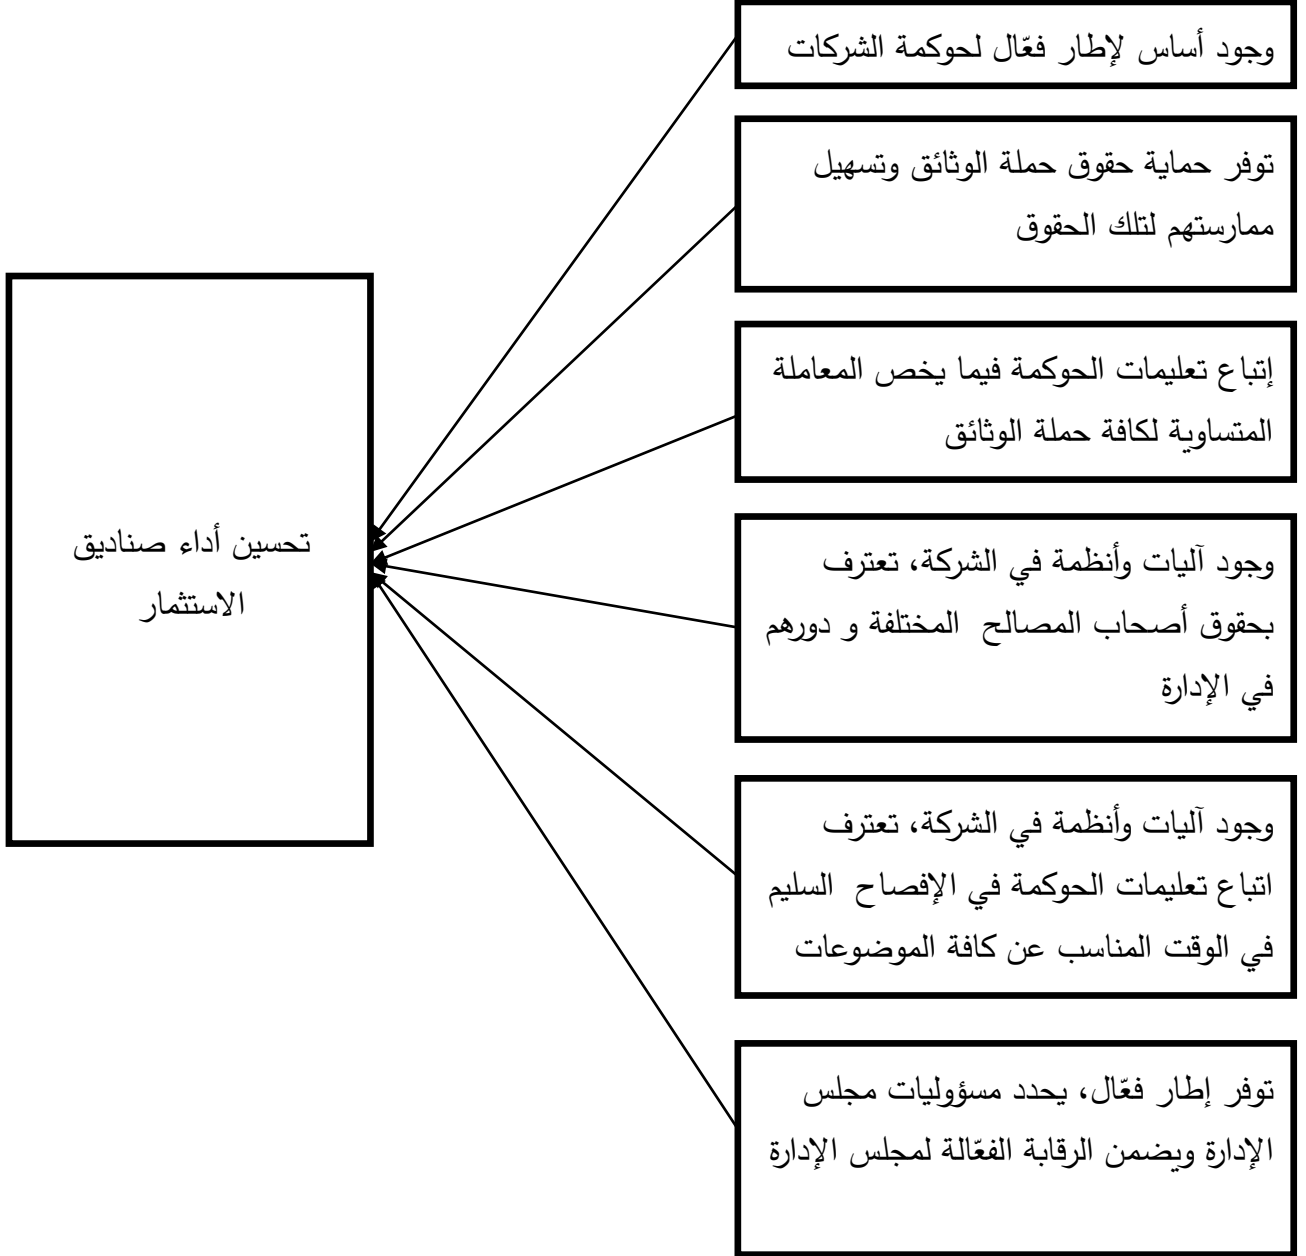 وجود أساس لإطار فعّال لحوكمة الشركات
توفر حماية حقوق حملة الوثائق وتسهيل
ممارستهم لتلك الحقوق
إتباع تعليمات الحوكمة فيما يخص المعاملة
المتساوية لكافة حملة الوثائق
وجود آليات وأنظمة في الشركة، تعترف
بحقوق أصحاب المصالح المختلفة و دورهم
في الإدارة
وجود آليات وأنظمة في الشركة، تعترف
اتباع تعليمات الحوكمة في الإفصاح السليم
في الوقت المناسب عن كافة الموضوعات
توفر إطار فعّال، يحدد مسؤوليات مجلس
الإدارة ويضمن الرقابة الفعّالة لمجلس الإدارة
تحسين أداء صناديق
الاستثمار